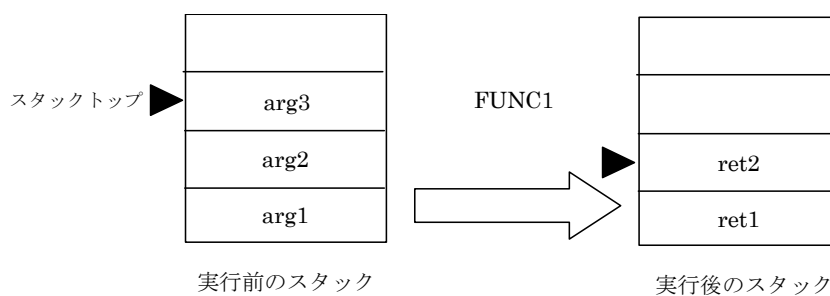 スタックトップ
arg3
arg2
arg1
FUNC1
ret2
ret1
実行前のスタック
実行後のスタック